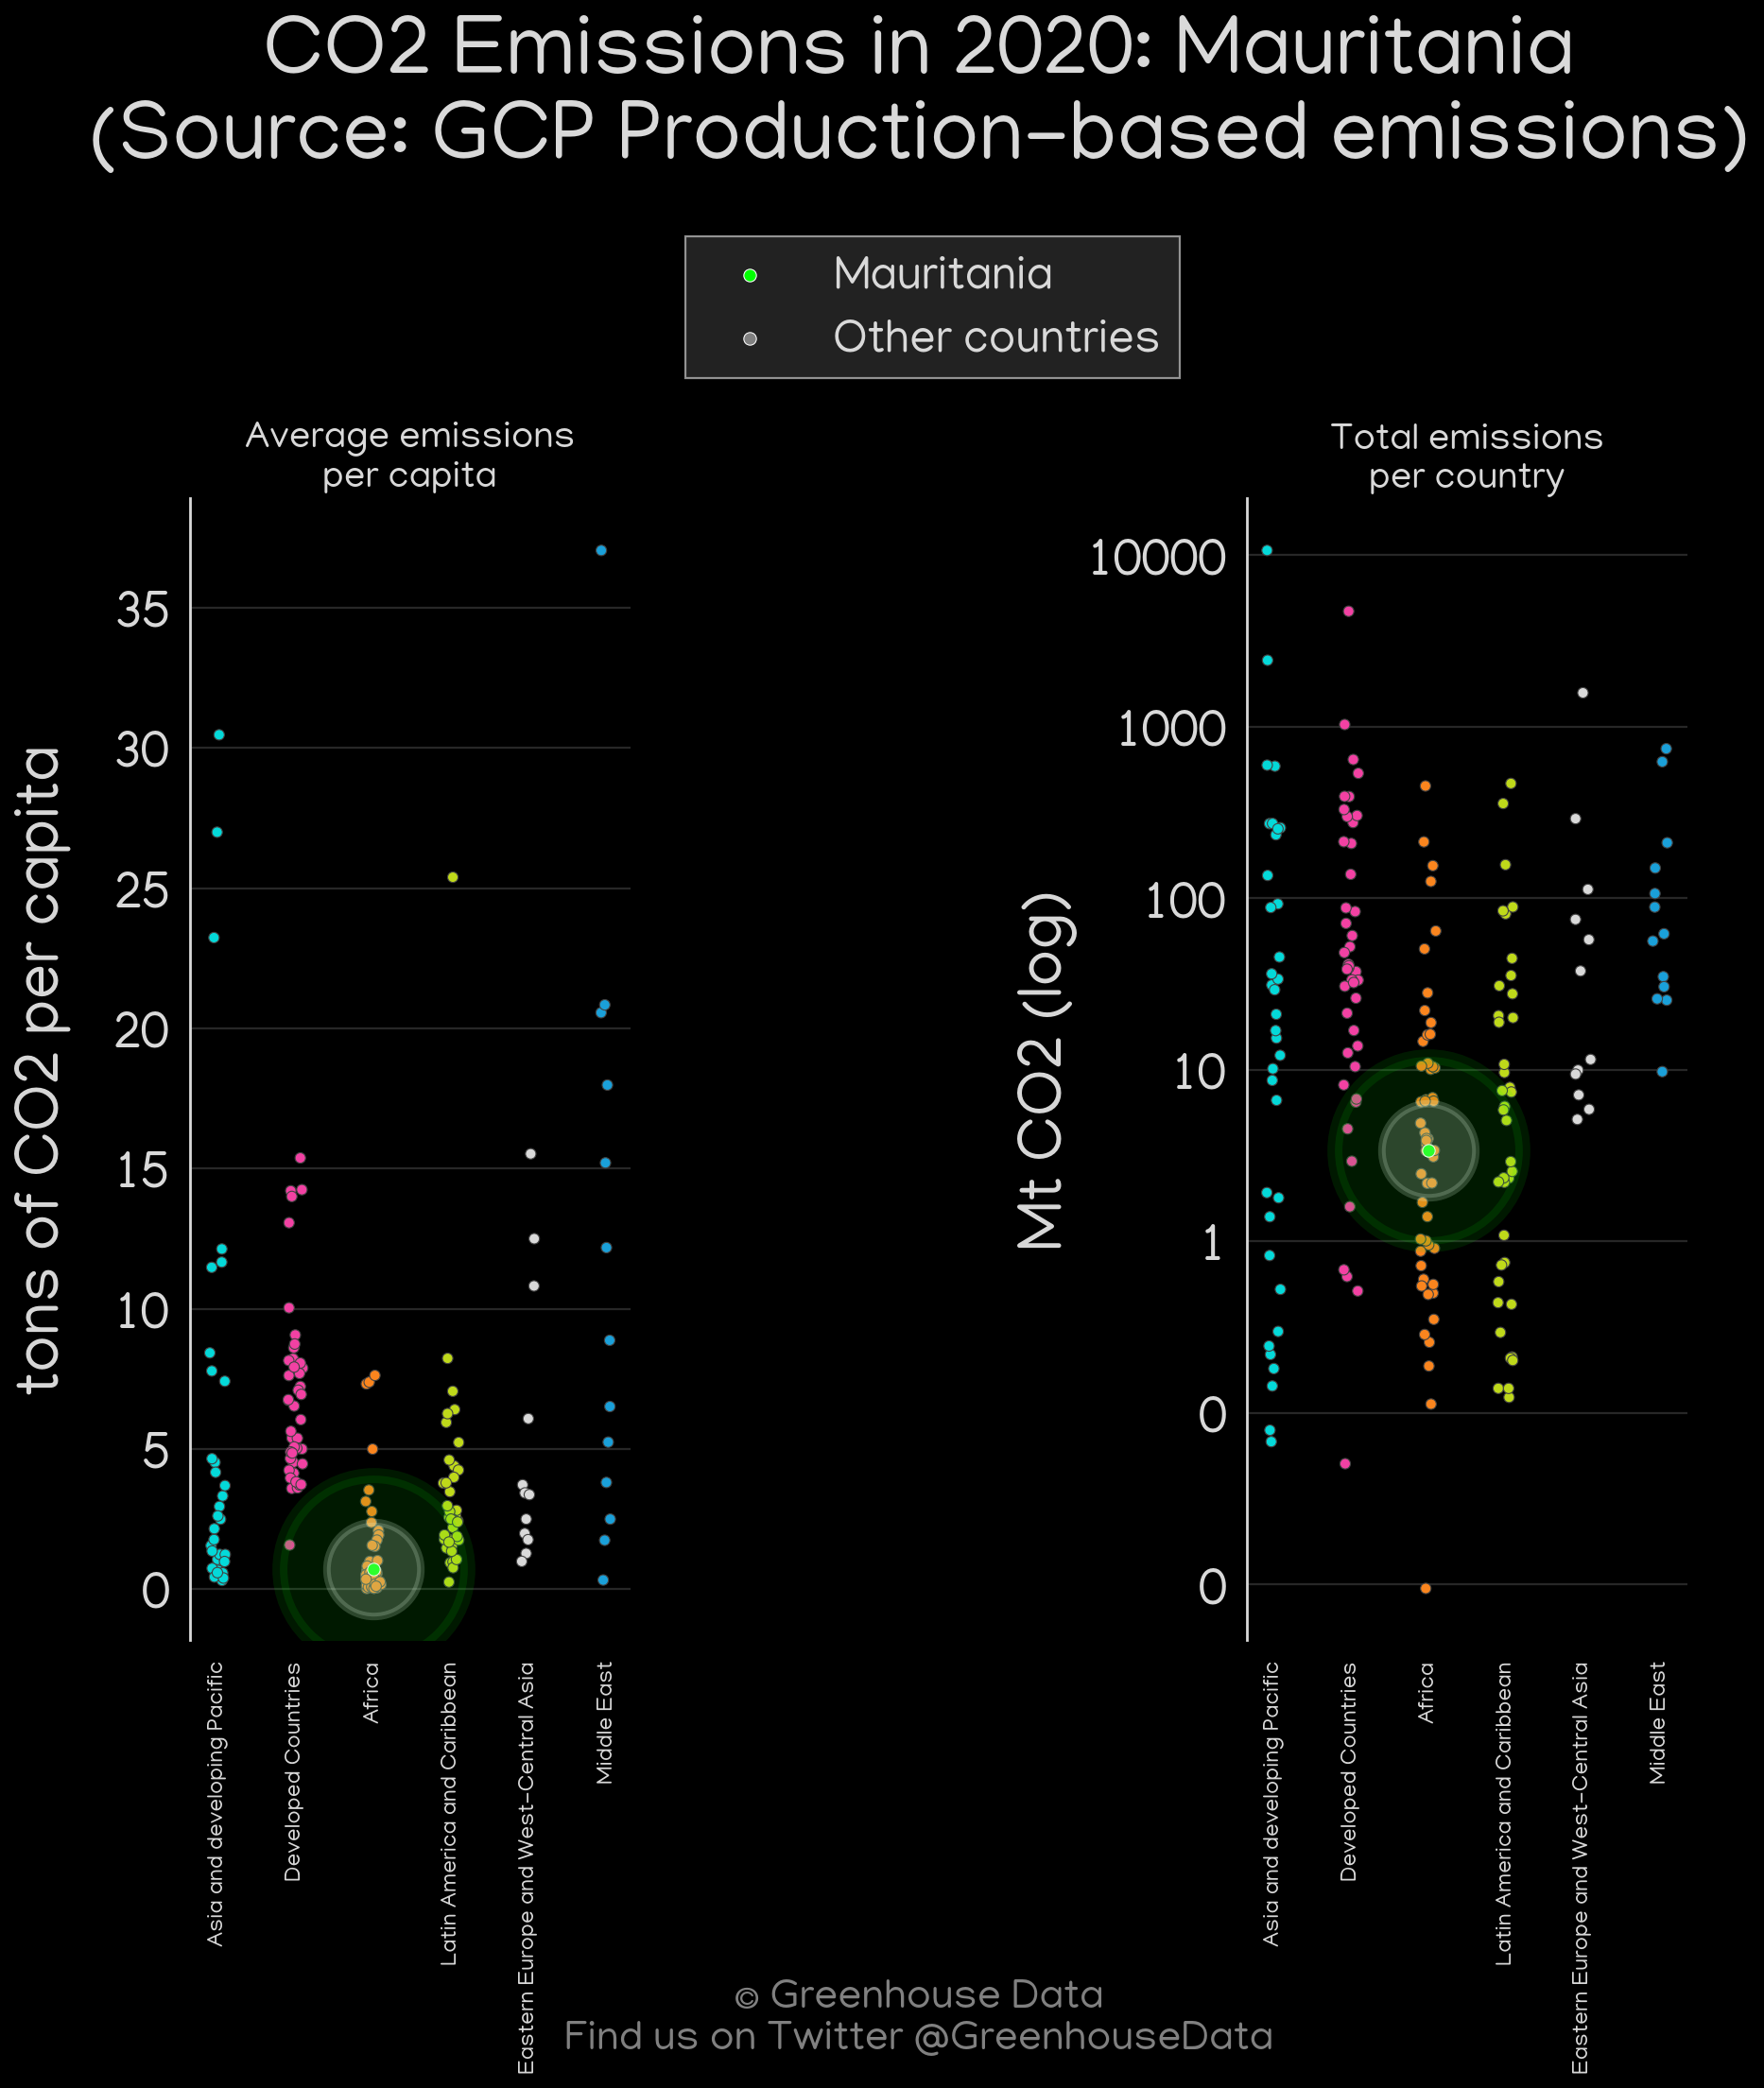 CO2 Emissions in 2020: Mauritania
(Source: GCP Production-based emissions)
Mauritania
Other countries
Average emissions
per capita
tons of CO2 per capita
35
30
25
20
15
10
5
0
Asia and developing Pacific
Developed Countries
Africa
Latin America and Caribbean
Eastern Europe and West-Central Asia
Middle East
Total emissions
per country
Mt CO2 (log)
10000
1000
100
10
1
0
0
Asia and developing Pacific
Developed Countries
Africa
Latin America and Caribbean
Eastern Europe and West-Central Asia
Middle East
© Greenhouse Data
Find us on Twitter @GreenhouseData